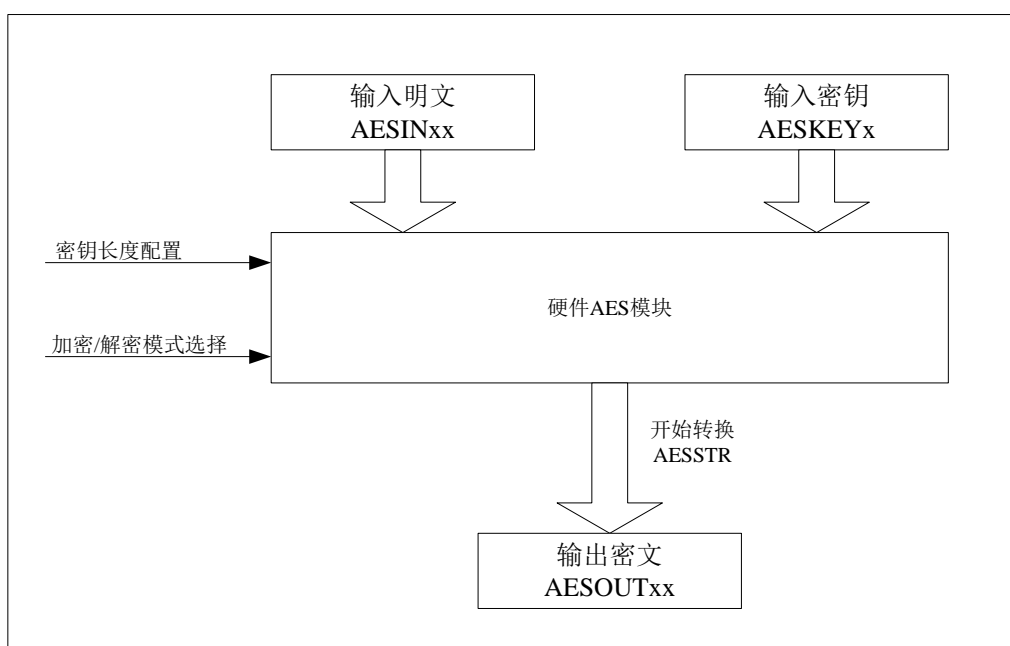 输入明文
AESINxx
输入密钥
AESKEYx
密钥长度配置
硬件AES模块
加密/解密模式选择
开始转换
AESSTR
输出密文
AESOUTxx